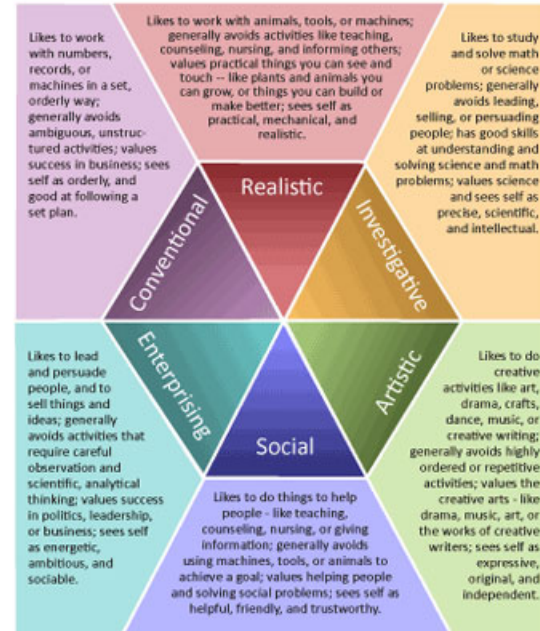 Likes to work with animals, tools, or machines;
generally avoids activities like teaching,
counseling, nursing, and informing others;
values practical things you can see and
touch -- like plants and animals you
can grow, or things you can build or
make better; sees self as
practical, mechanical, and
realistic.
Likes to work
with numbers,
records, or
machines in a set,
orderly way;
generally avoids
ambiguous, unstruc-
tured activities; values
success in business; sees
self as orderly, and
good at following a
set plan.
Likes to study
and solve math
or science
problems; generally
avoids leading,
selling, or persuading
people; has good skills
at understanding and
solving science and math
problems; values science
and sees self as
precise, scientific,
and intellectual.
Realistic
Conventional
Investigative
Enterprising
Artistic
Social
Likes to lead
and persuade
people, and to
sell things and
ideas; generally
avoids activities that
require careful
observation and
scientific, analytical
thinking; values success
in politics, leadership,
or business; sees self
as energetic,
ambitious, and
sociable.
Likes to do
creative
activities like art,
drama, crafts,
dance, music, or
creative writing;
generally avoids highly
ordered or repetitive
activities; values the
creative arts - like
drama, music, art, or
the works of creative
writers; sees self as
expressive,
original, and
independent.
Likes to do things to help
people - like teaching,
counseling, nursing, or giving
information; generally avoids
using machines, tools, or animals to
achieve a goal; values helping people
and solving social problems; sees self as
helpful, friendly, and trustworthy.